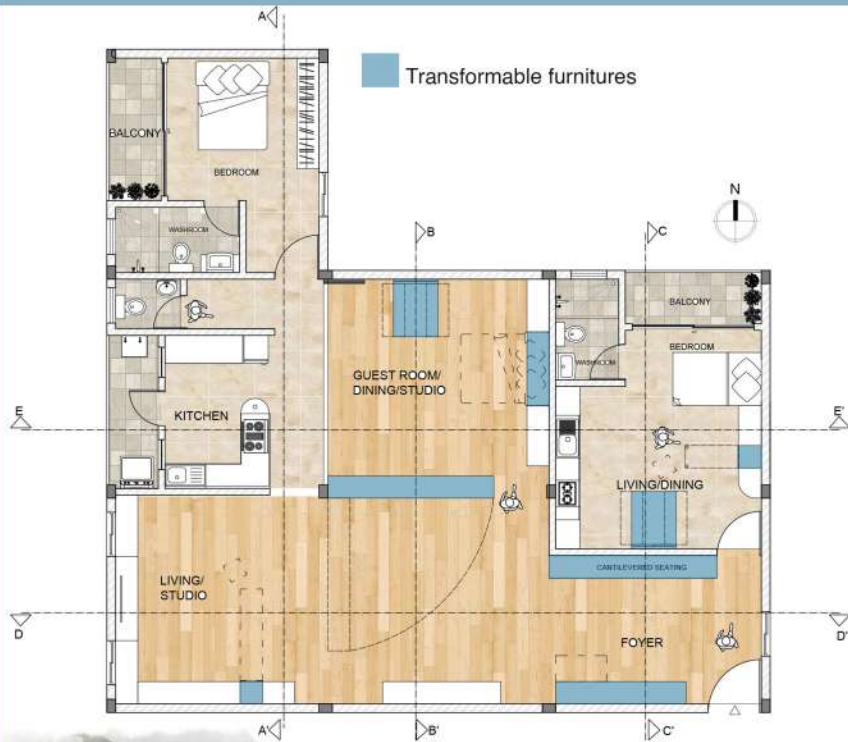 A
Transformable furnitures
BALCONY
BEDROOM
N
WASHROOM
B
C
BALCONY
BEDROOM
WASHROOM
GUEST ROOM/
DINING/STUDIO
KITCHEN
E
E'
LIVING/DINING
CANTILEVERED SEATING
LIVING/
STUDIO
D
D'
FOYER
A'
B'
C'